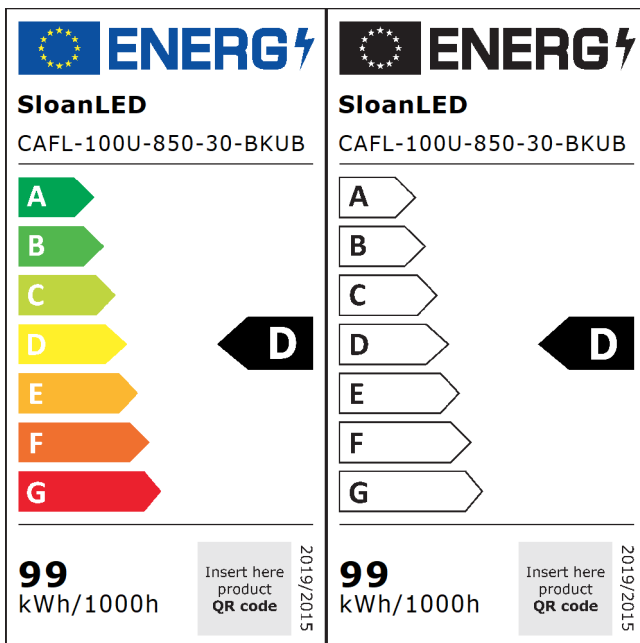 ENERG
SloanLED
CAFL-100U-850-30-BKUB
A
B
C
D
D
E
F
G
99
kWh/1000h
Insert here
product
QR code
2019/2015
ENERG
SloanLED
CAFL-100U-850-30-BKUB
A
B
C
D
D
E
F
G
99
kWh/1000h
Insert here
product
QR code
2019/2015